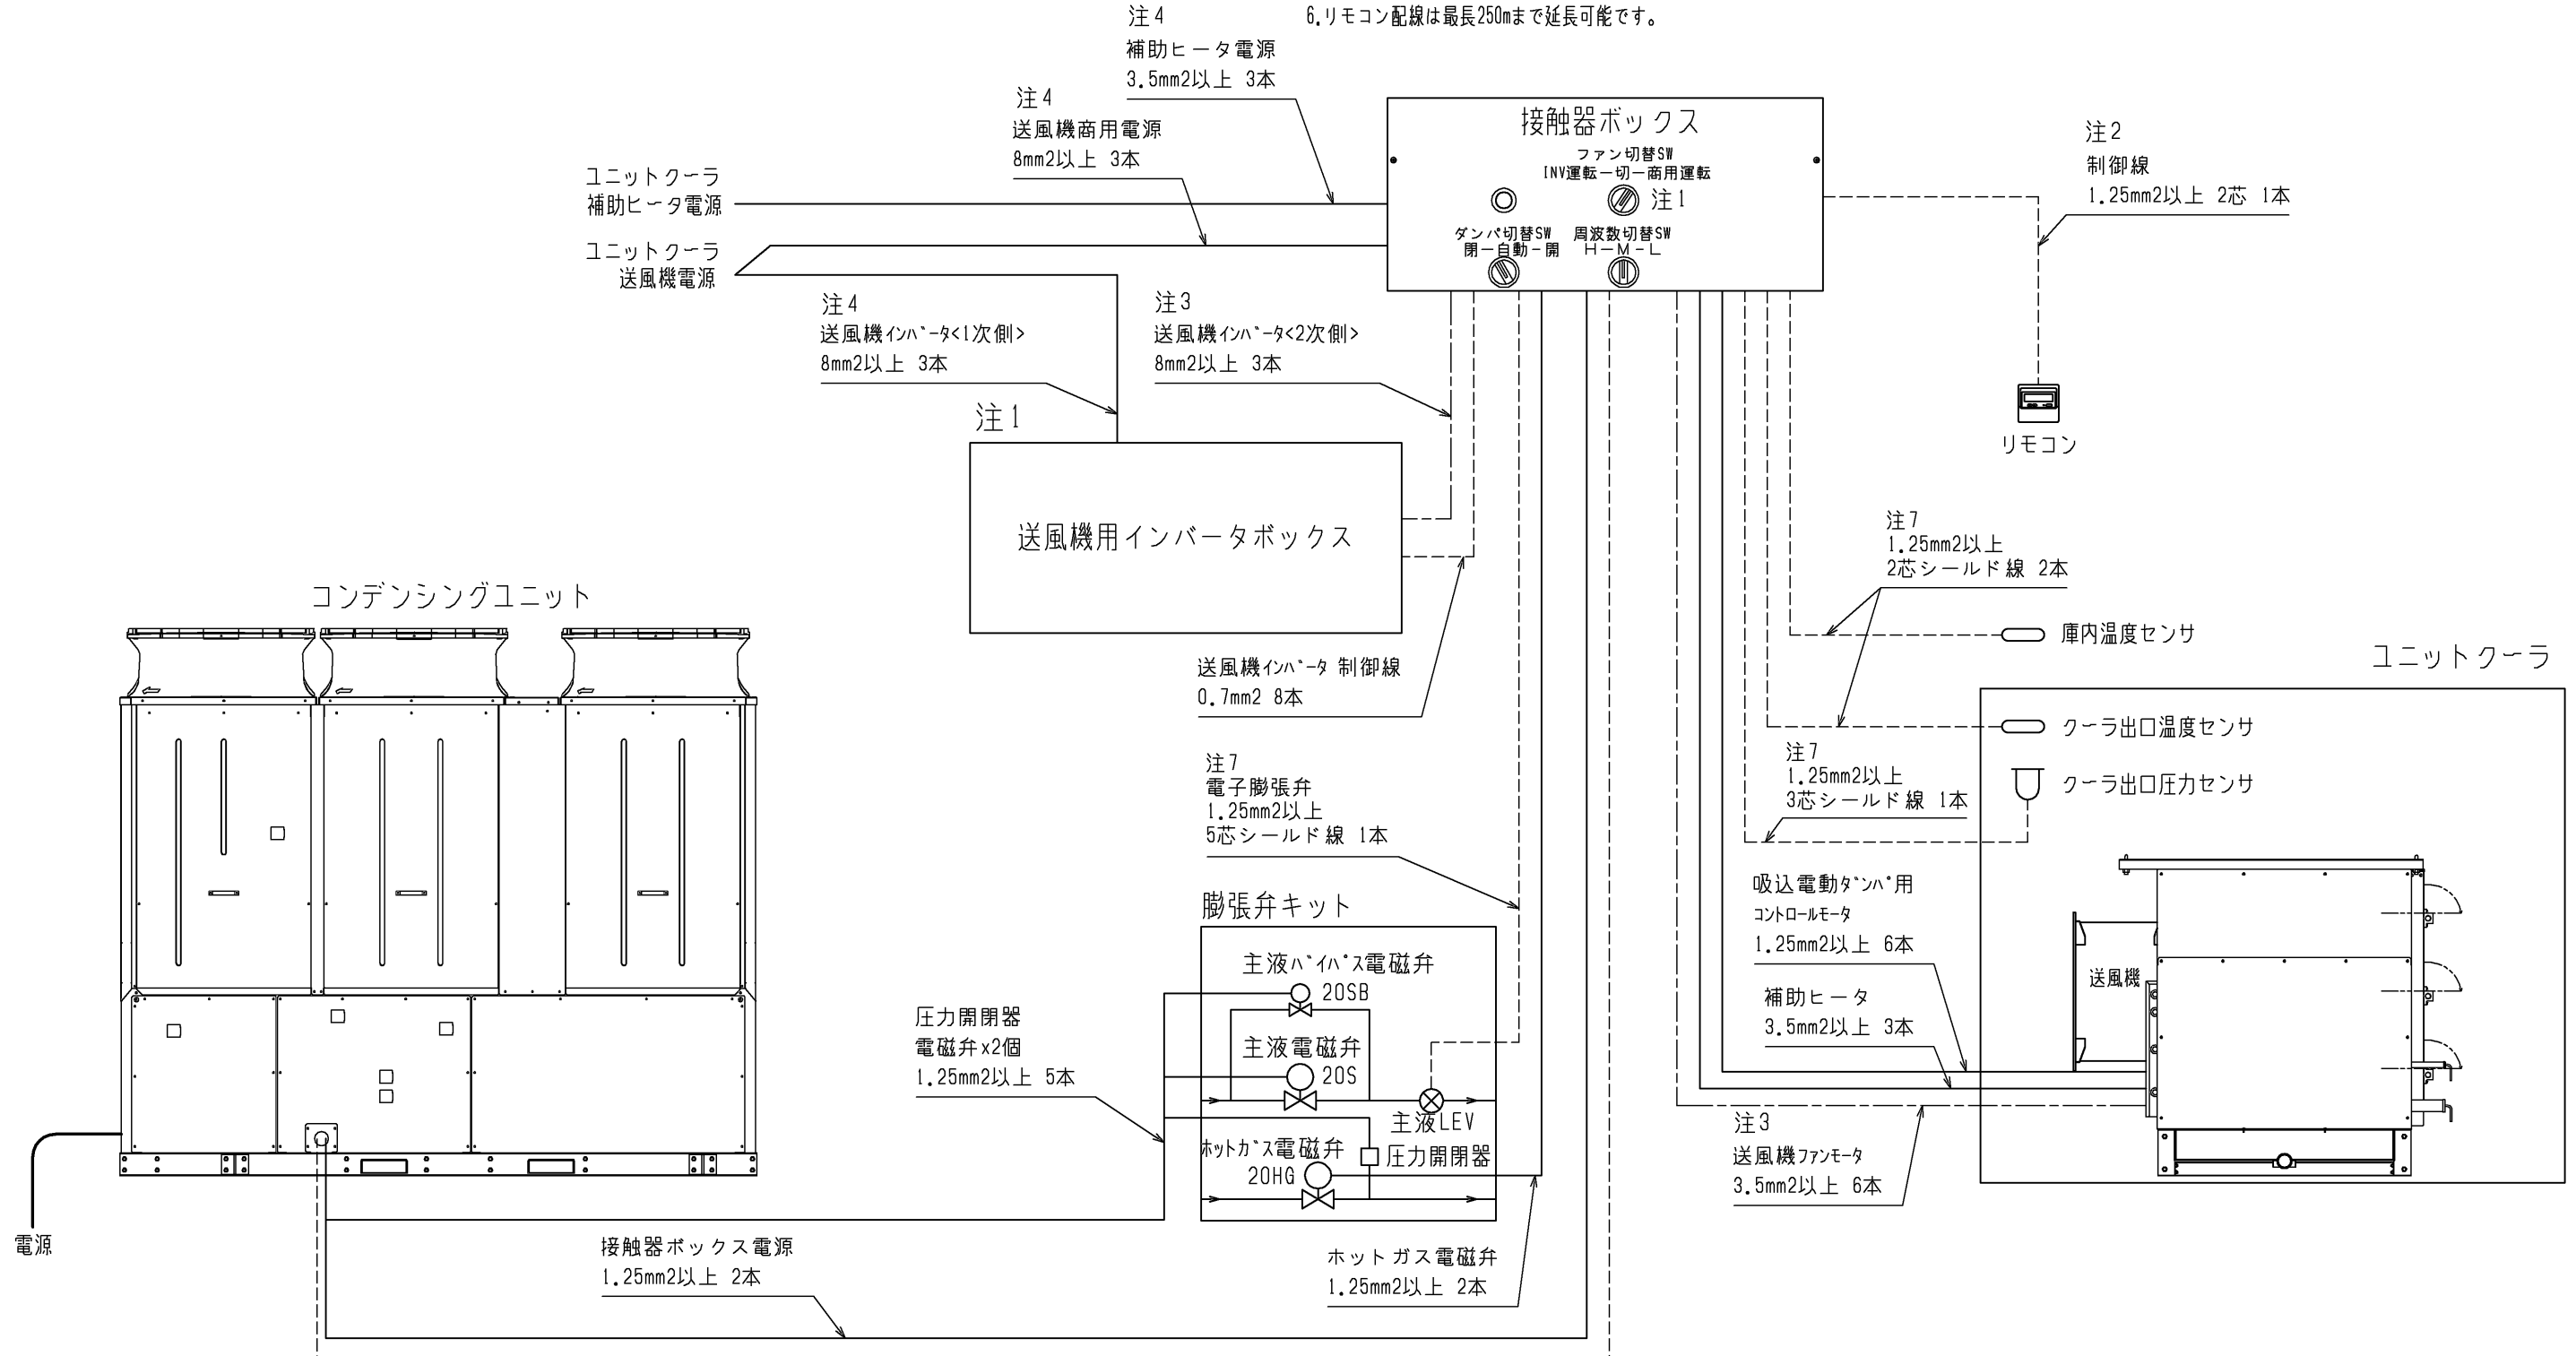 注4
補助ヒータ電源
3.5mm2以上 3本
6.リモコン配線は最長250mまで延長可能です。
注4
送風機商用電源
8mm2以上 3本
ユニットクーラ
補助ヒータ電源
ユニットクーラ
送風機電源
接触器ボックス
ファン切替SW
INV運転ー切ー商用運転
注1
ダンパ切替SW
閉ー自動ー開
周波数切替SW
HーMーL
注2
制御線
1.25mm2以上 2芯 1本
リモコン
注4
送風機インバータ<1次側>
8mm2以上 3本
注3
送風機インバータ<2次側>
8mm2以上 3本
注1
送風機用インバータボックス
送風機インバータ 制御線
0.7mm2 8本
コンデンシングユニット
電源
注7
1.25mm2以上
2芯シールド線 2本
庫内温度センサ
ユニットクーラ
クーラ出口温度センサ
注7
1.25mm2以上
3芯シールド線 1本
クーラ出口圧力センサ
注7
電子膨張弁
1.25mm2以上
5芯シールド線 1本
膨張弁キット
主液バイパス電磁弁
20SB
主液電磁弁
20S
主液LEV
ホットガス電磁弁
20HG
圧力開閉器
圧力開閉器
電磁弁x2個
1.25mm2以上 5本
吸込電動ダンパ用
コントロールモータ
1.25mm2以上 6本
補助ヒータ
3.5mm2以上 3本
送風機
注3
送風機ファンモータ
3.5mm2以上 6本
接触器ボックス電源
1.25mm2以上 2本
ホットガス電磁弁
1.25mm2以上 2本